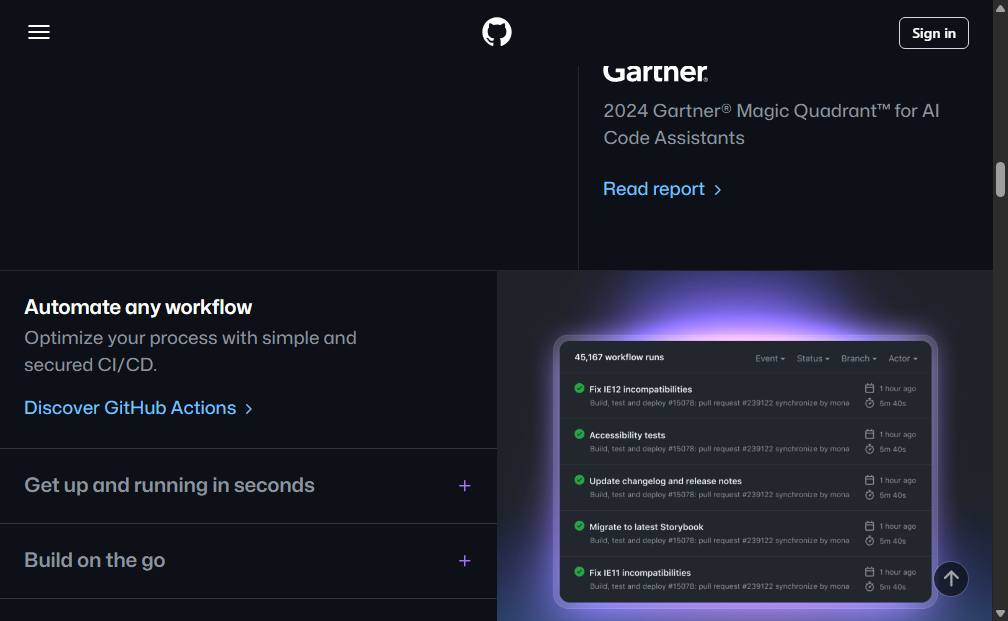 Sign in
Gartner®
2024 Gartner® Magic Quadrant™ for AI
Code Assistants
Read report
Automate any workflow
Optimize your process with simple and
secured CI/CD.
Discover GitHub Actions
Get up and running in seconds
Build on the go
45,167 workflow runs Event Status Branch Actor
Fix IE12 incompatibilities 1 hour ago
Build, test and deploy #15078: pull request #239122 synchronize by mona 5m 40s
Accessibility tests 1 hour ago
Build, test and deploy #15078: pull request #239122 synchronize by mona 5m 40s
Update changelog and release notes 1 hour ago
Build, test and deploy #15078: pull request #239122 synchronize by mona 5m 40s
Migrate to latest Storybook 1 hour ago
Build, test and deploy #15078: pull request #239122 synchronize by mona 5m 40s
Fix IE11 incompatibilities 1 hour ago
Build, test and deploy #15078: pull request #239122 synchronize by mona 5m 40s